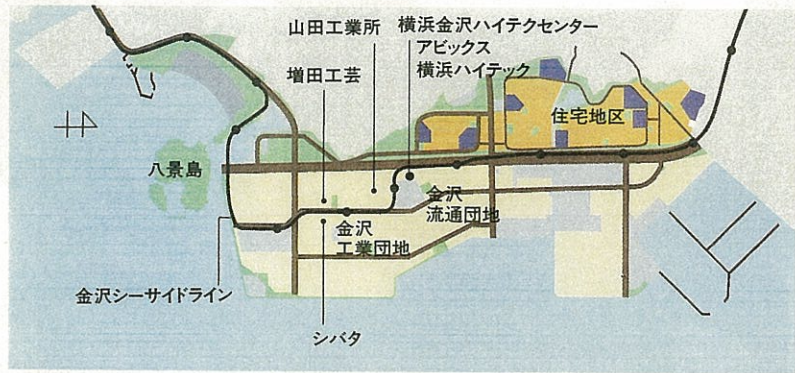 山田工業所
横浜金沢ハイテクセンター
アビックス
横浜ハイテック
増田工芸
住宅地区
八景島
金沢
流通団地
金沢
工業団地
金沢シーサイドライン
シバタ